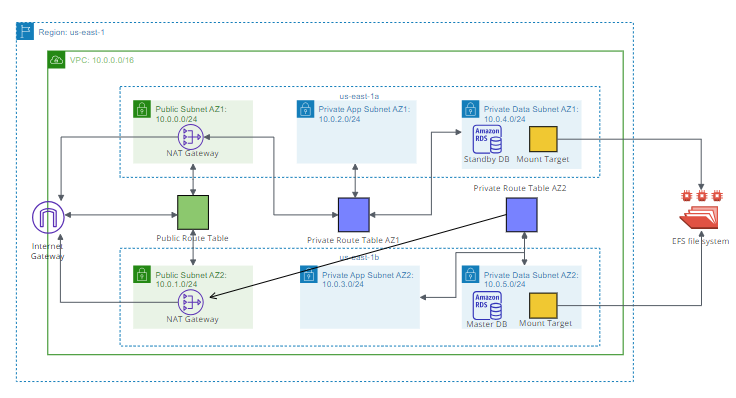 Region: us-east-1
VPC: 10.0.0.0/16
us-east-1a
Public Subnet AZ1:
10.0.0.0/24
NAT Gateway
Private App Subnet AZ1:
10.0.2.0/24
Private Data Subnet AZ1:
10.0.4.0/24
Amazon
RDS
Standby DB
Mount Target
Private Route Table AZ2
Internet
Gateway
Public Route Table
Private Route Table AZ1
EFS file system
us-east-1b
Public Subnet AZ2:
10.0.1.0/24
NAT Gateway
Private App Subnet AZ2:
10.0.3.0/24
Private Data Subnet AZ2:
10.0.5.0/24
Amazon
RDS
Master DB
Mount Target